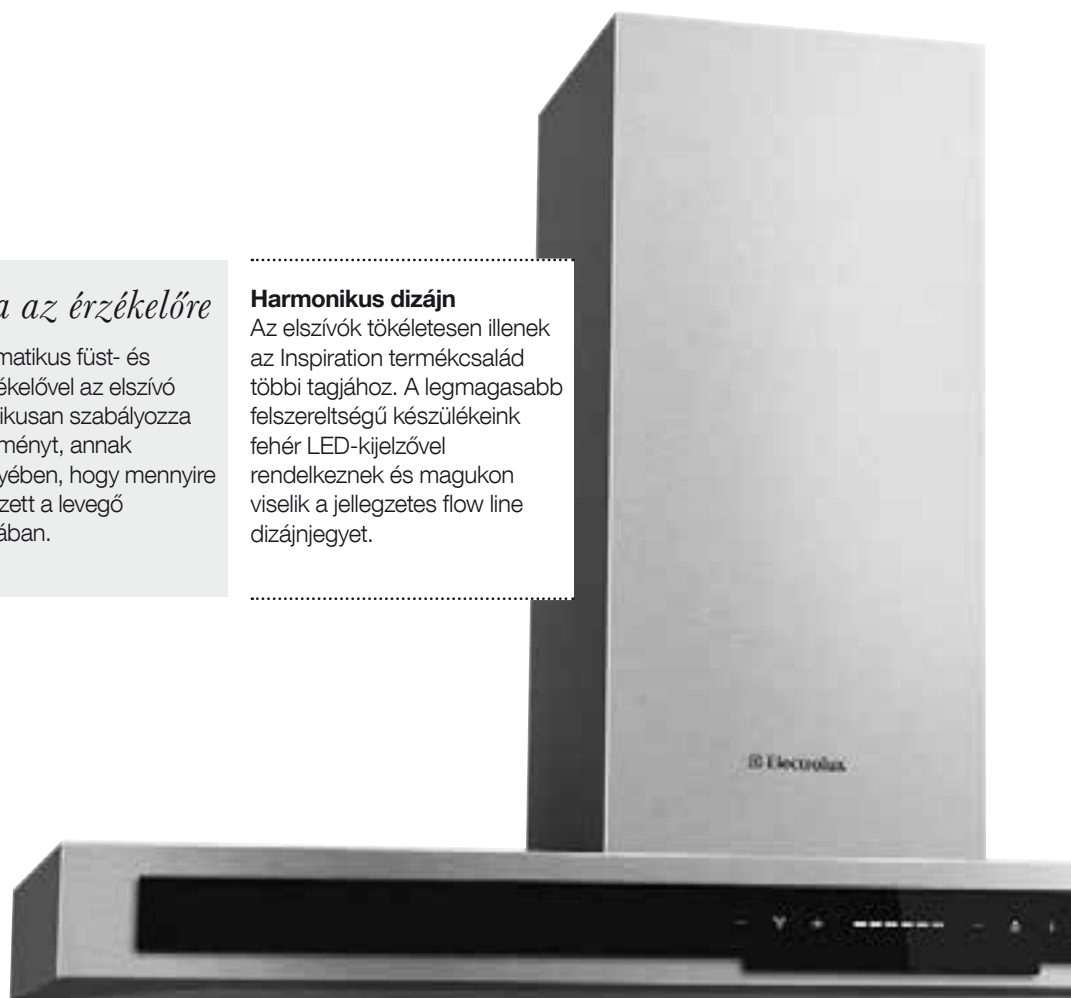 a az érzékelőre
matikus füst- és
ékelővel az elszívó
ikusan szabályozza
ményt, annak
yében, hogy mennyire
zett a levegő
ában.
Harmonikus dizájn
Az elszívók tökéletesen illenek
az Inspiration termékcsalád
többi tagjához. A legmagasabb
felszereltségű készülékeink
fehér LED-kijelzővel
rendelkeznek és magukon
viselik a jellegzetes flow line
dizájnjegyet.
Electrolux